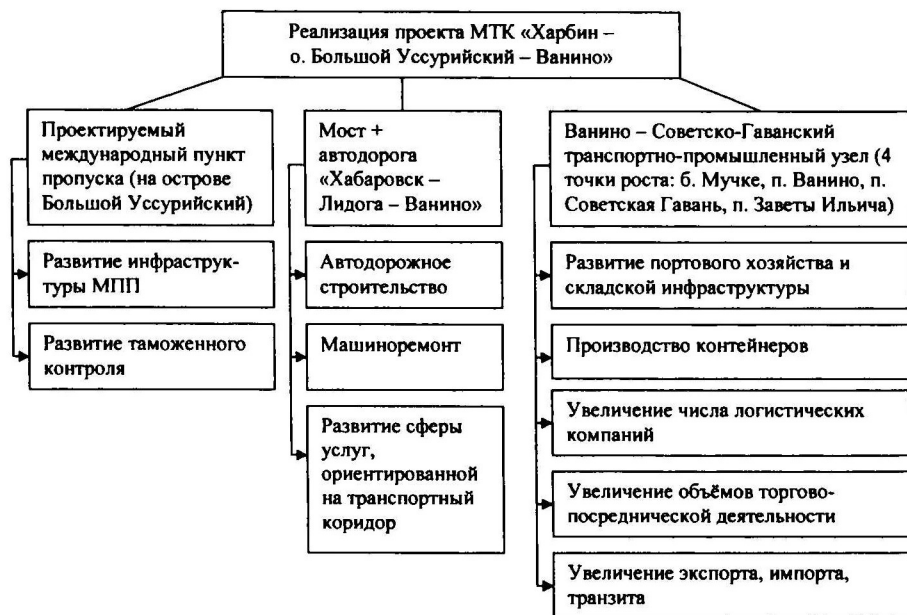 Реализация проекта МТК «Харбин –
о. Большой Уссурийский – Ванино»
Проектируемый
международный пункт
пропуска (на острове
Большой Уссурийский)
Развитие инфраструк-
туры МПП
Развитие таможенного
контроля
Мост +
автодорога
«Хабаровск –
Лидога – Ванино»
Автодорожное
строительство
Машиноремонт
Развитие сферы
услуг,
ориентированной
на транспортный
коридор
Ванино – Советско-Гаванский
транспортно-промышленный узел (4
точки роста: б. Мучке, п. Ванино, п.
Советская Гавань, п. Заветы Ильича)
Развитие портового хозяйства и
складской инфраструктуры
Производство контейнеров
Увеличение числа логистических
компаний
Увеличение объёмов торгово-
посреднической деятельности
Увеличение экспорта, импорта,
транзита